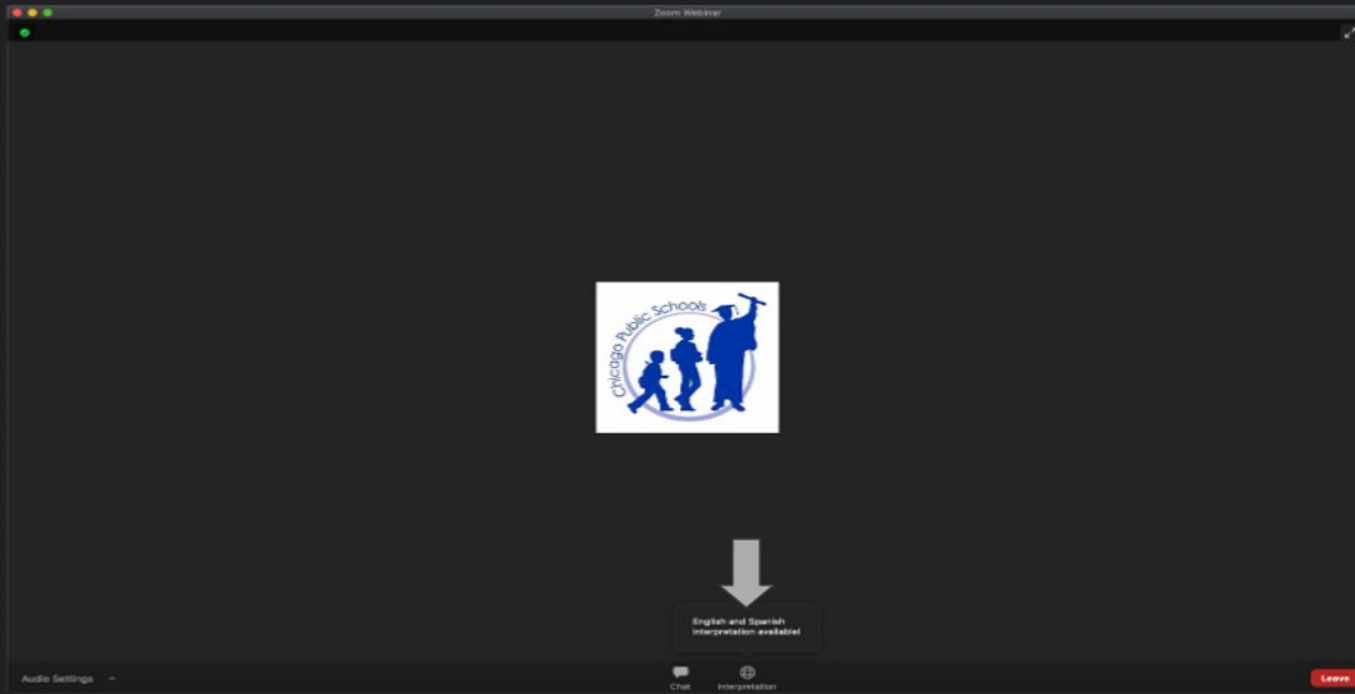 Zoom Webinar
Chicago Public Schools
English and Spanish
interpretation available!
Audio Settings
Chat
Interpretation
Leave